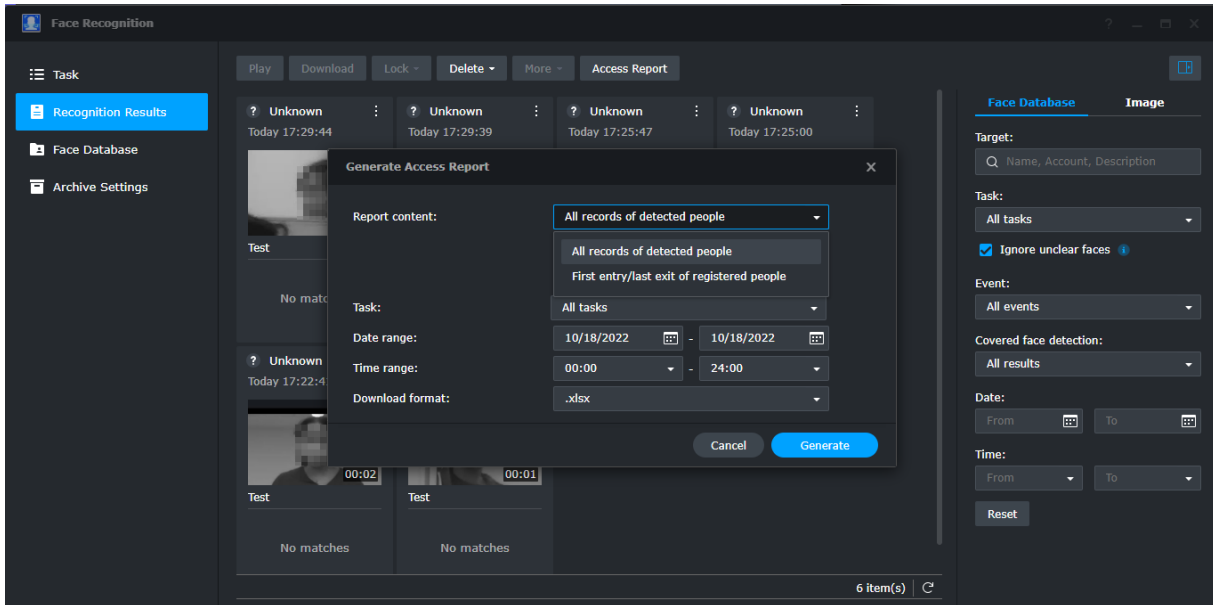 Face Recognition
Task
Recognition Results
Face Database
Archive Settings
Play Download Lock Delete More Access Report
? Unknown
Today 17:29:44
Test
No matc
? Unknown
Today 17:29:39
? Unknown
Today 17:25:47
? Unknown
Today 17:25:00
? Unknown
Today 17:22:4
00:02
Test
No matches
00:01
Test
No matches
6 item(s)
Generate Access Report
Report content: All records of detected people
All records of detected people
First entry/last exit of registered people
Task: All tasks
Date range: 10/18/2022 - 10/18/2022
Time range: 00:00 - 24:00
Download format: .xlsx
Cancel Generate
Face Database Image
Target:
Name, Account, Description
Task:
All tasks
Ignore unclear faces
Event:
All events
Covered face detection:
All results
Date:
From To
Time:
From To
Reset